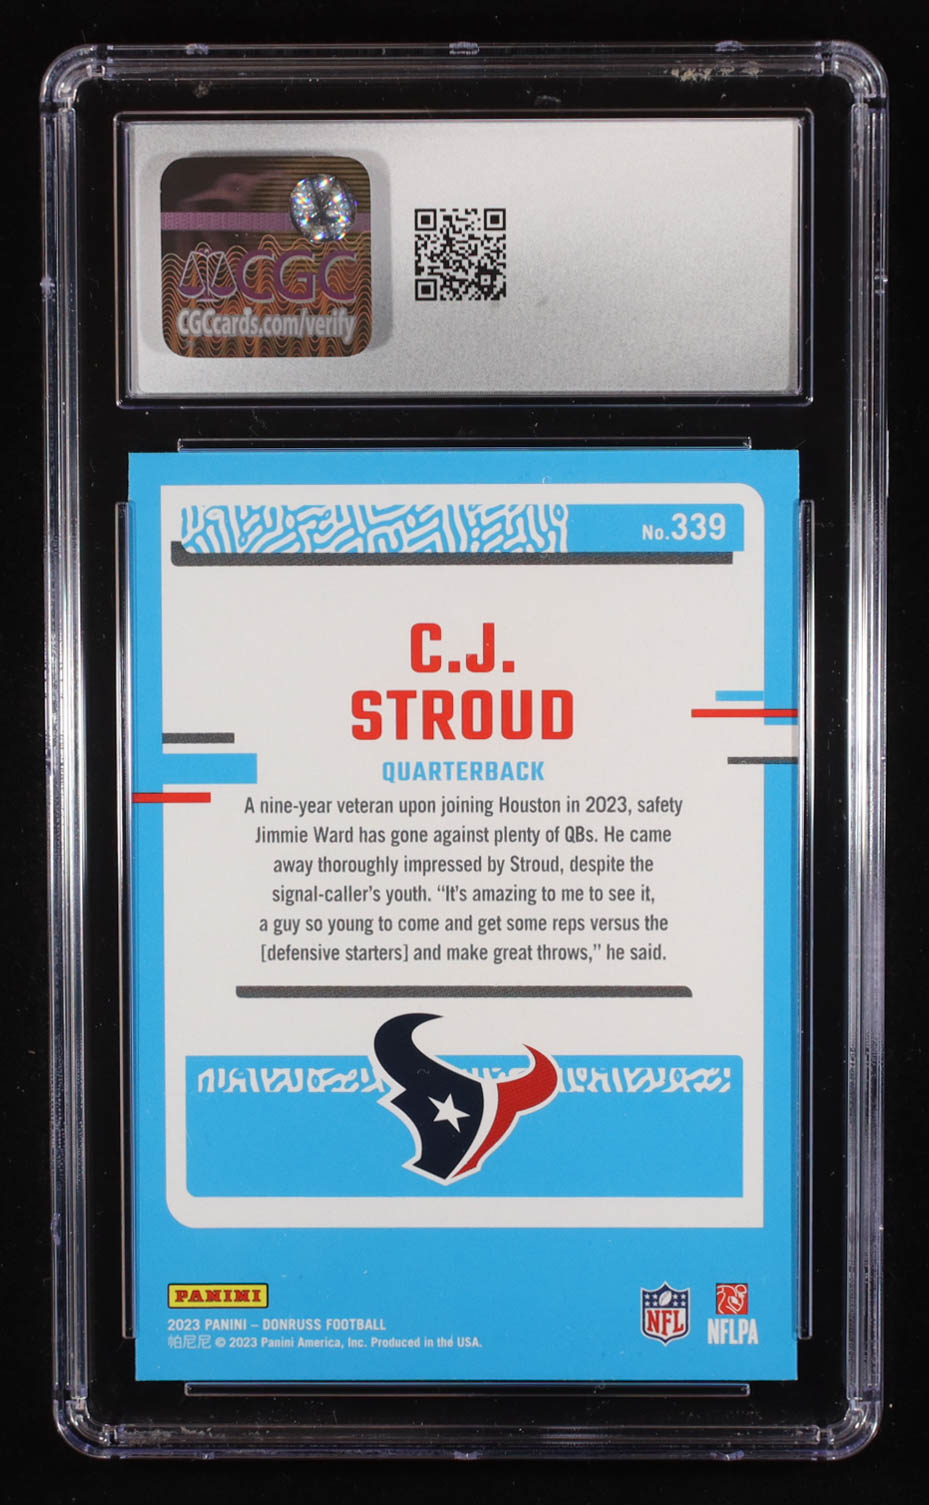 CGC
CGCcards.com/verify
No.339
C.J.
STROUD
QUARTERBACK
A nine-year veteran upon joining Houston in 2023, safety
Jimmie Ward has gone against plenty of QBs. He came
away thoroughly impressed by Stroud, despite the
signal-caller's youth. “It's amazing to me to see it,
a guy so young to come and get some reps versus the
[defensive starters] and make great throws,” he said.
PANINI
2023 PANINI – DONRUSS FOOTBALL
帕尼尼 © 2023 Panini America, Inc. Produced in the USA.
NFL
NFLPA